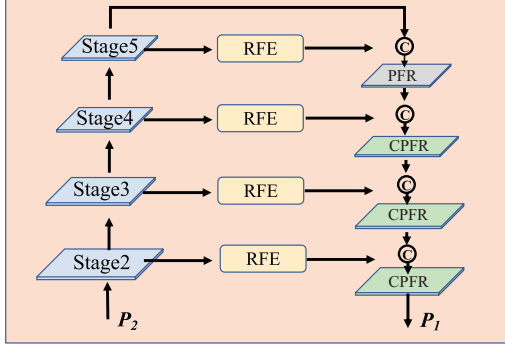 Stage5 RFE C
PFR
Stage4 RFE C
CPFR
Stage3 RFE C
CPFR
Stage2 RFE C
CPFR
P2 P1